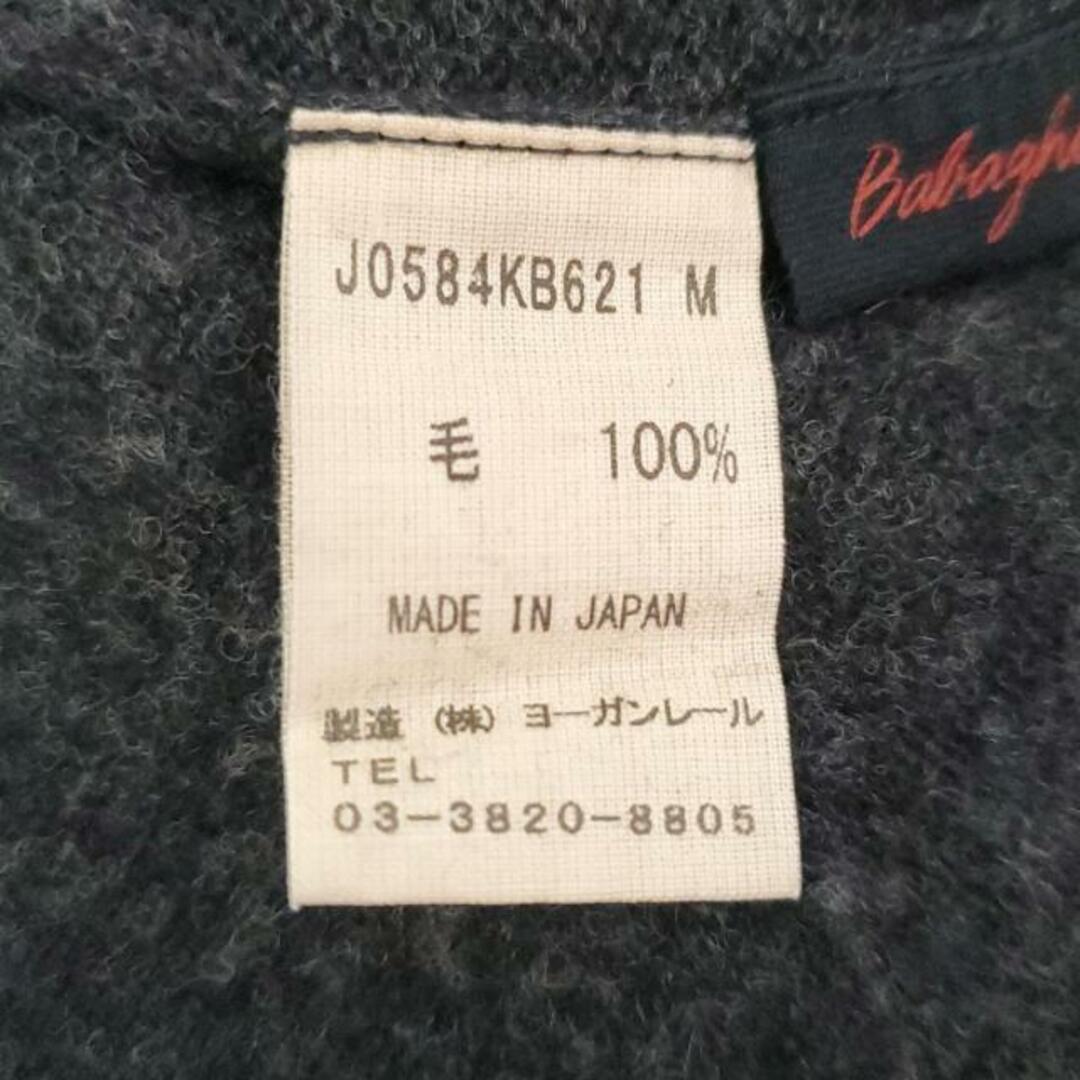 J0584KB621 M
毛 100%
MADE IN JAPAN
製造 (株) ヨーガンレール
TEL
03-3820-8805
Babagh